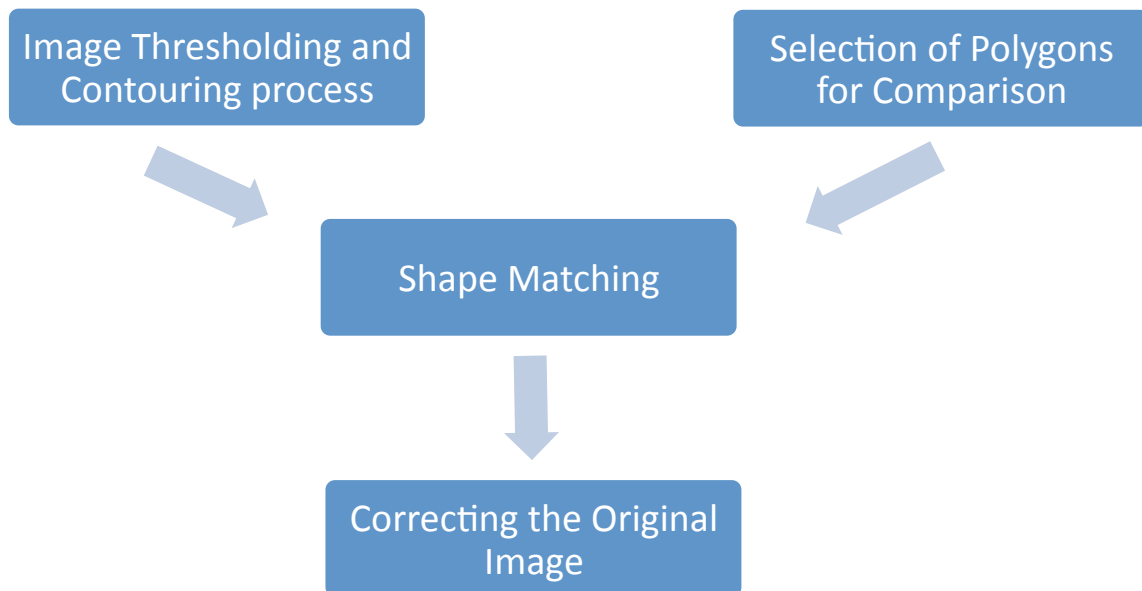 Image Thresholding and
Contouring process
Selection of Polygons
for Comparison
Shape Matching
Correcting the Original
Image